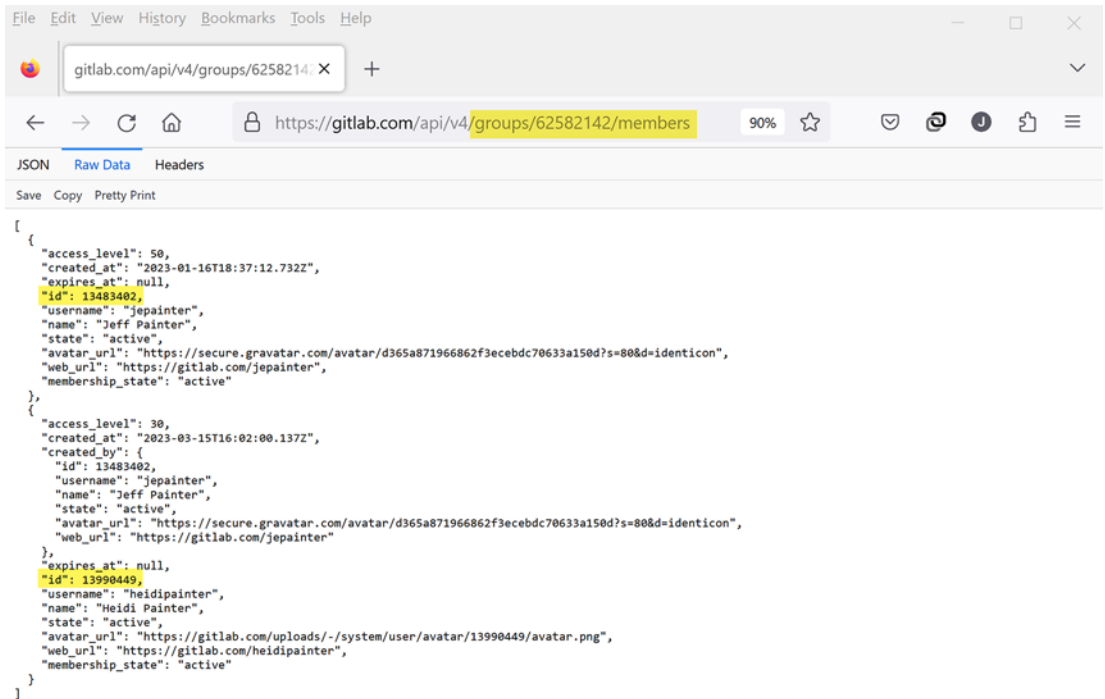 File Edit View History Bookmarks Tools Help
gitlab.com/api/v4/groups/62582142
https://gitlab.com/api/v4/groups/62582142/members 90% J
JSON Raw Data Headers
Save Copy Pretty Print
[
{
"access_level": 50,
"created_at": "2023-01-16T18:37:12.732Z",
"expires_at": null,
"id": 13483402,
"username": "jepainter",
"name": "Jeff Painter",
"state": "active",
"avatar_url": "https://secure.gravatar.com/avatar/d365a871966862f3ecebdc70633a150d?s=80&d=identicon",
"web_url": "https://gitlab.com/jepainter",
"membership_state": "active"
},
{
"access_level": 30,
"created_at": "2023-03-15T16:02:00.137Z",
"created_by": {
"id": 13483402,
"username": "jepainter",
"name": "Jeff Painter",
"state": "active",
"avatar_url": "https://secure.gravatar.com/avatar/d365a871966862f3ecebdc70633a150d?s=80&d=identicon",
"web_url": "https://gitlab.com/jepainter"
},
"expires_at": null,
"id": 13990449,
"username": "heidipainter",
"name": "Heidi Painter",
"state": "active",
"avatar_url": "https://gitlab.com/uploads/-/system/user/avatar/13990449/avatar.png",
"web_url": "https://gitlab.com/heidipainter",
"membership_state": "active"
}
]